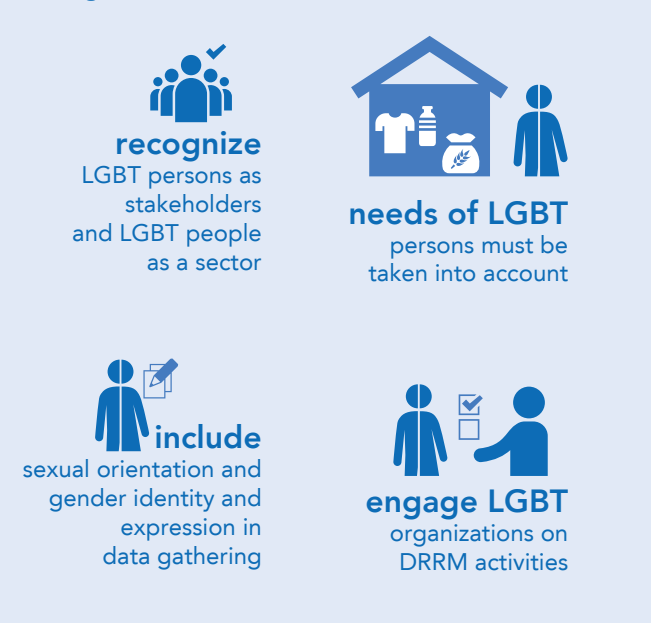 recognize
LGBT persons as
stakeholders
and LGBT people
as a sector
needs of LGBT
persons must be
taken into account
include
sexual orientation and
gender identity and
expression in
data gathering
engage LGBT
organizations on
DRRM activities